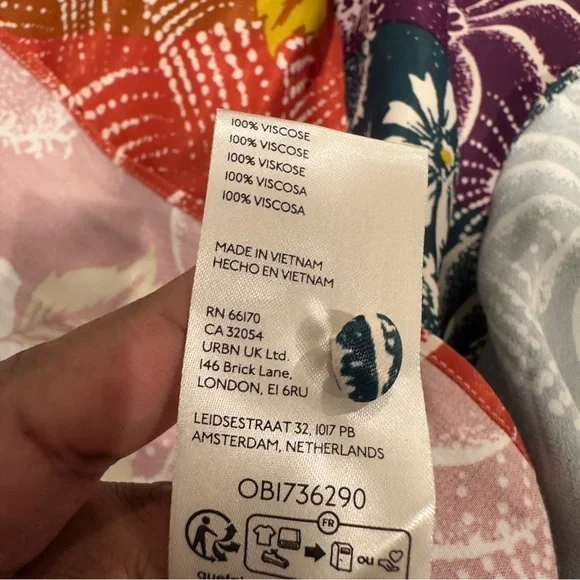 100% VISCOSE
100% VISCOSE
100% VISKOSE
100% VISCOSA
100% VISCOSA
MADE IN VIETNAM
HECHO EN VIETNAM
RN 66170
CA 32054
URBN UK Ltd.
146 Brick Lane,
LONDON, E1 6RU
LEIDSESTRAAT 32, 1017 PB
AMSTERDAM, NETHERLANDS
OB1736290
FR
ou